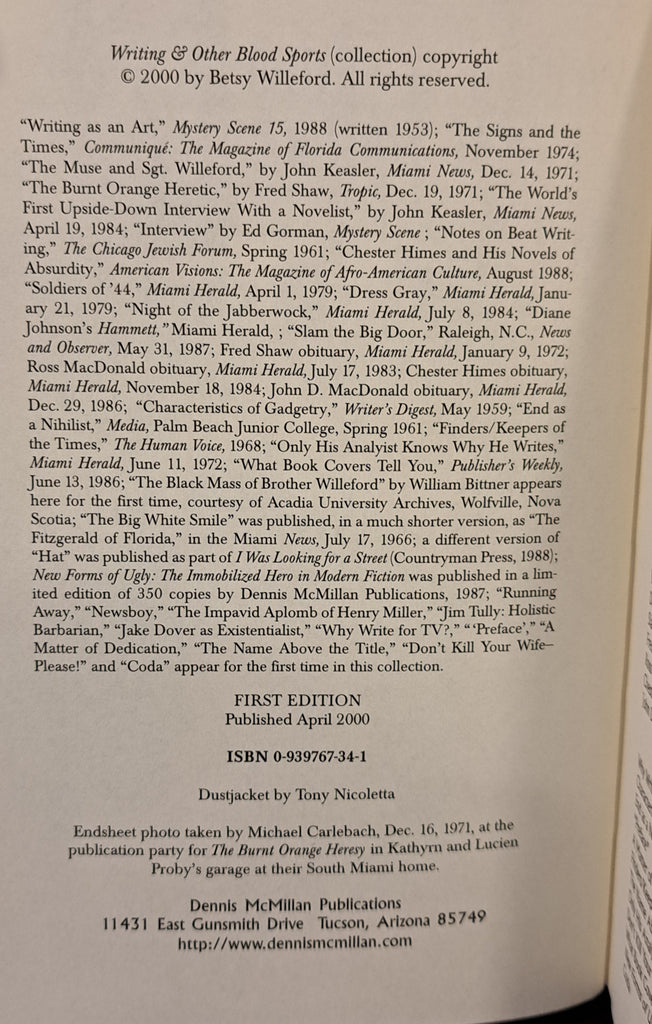 Writing & Other Blood Sports (collection) copyright
© 2000 by Betsy Willeford. All rights reserved.
“Writing as an Art,” Mystery Scene 15, 1988 (written 1953); “The Signs and the
Times,” Communiqué: The Magazine of Florida Communications, November 1974;
“The Muse and Sgt. Willeford,” by John Keasler, Miami News, Dec. 14, 1971;
“The Burnt Orange Heretic,” by Fred Shaw, Tropic, Dec. 19, 1971; “The World’s
First Upside-Down Interview With a Novelist,” by John Keasler, Miami News,
April 19, 1984; “Interview” by Ed Gorman, Mystery Scene ; “Notes on Beat Writ-
ing,” The Chicago Jewish Forum, Spring 1961; “Chester Himes and His Novels of
Absurdity,” American Visions: The Magazine of Afro-American Culture, August 1988;
“Soldiers of ’44,” Miami Herald, April 1, 1979; “Dress Gray,” Miami Herald, Janu-
ary 21, 1979; “Night of the Jabberwock,” Miami Herald, July 8, 1984; “Diane
Johnson’s Hammett,” Miami Herald, ; “Slam the Big Door,” Raleigh, N.C., News
and Observer, May 31, 1987; Fred Shaw obituary, Miami Herald, January 9, 1972;
Ross MacDonald obituary, Miami Herald, July 17, 1983; Chester Himes obituary,
Miami Herald, November 18, 1984; John D. MacDonald obituary, Miami Herald,
Dec. 29, 1986; “Characteristics of Gadgetry,” Writer’s Digest, May 1959; “End as
a Nihilist,” Media, Palm Beach Junior College, Spring 1961; “Finders/Keepers of
the Times,” The Human Voice, 1968; “Only His Analyist Knows Why He Writes,”
Miami Herald, June 11, 1972; “What Book Covers Tell You,” Publisher’s Weekly,
June 13, 1986; “The Black Mass of Brother Willeford” by William Bittner appears
here for the first time, courtesy of Acadia University Archives, Wolfville, Nova
Scotia; “The Big White Smile” was published, in a much shorter version, as “The
Fitzgerald of Florida,” in the Miami News, July 17, 1966; a different version of
“Hat” was published as part of I Was Looking for a Street (Countryman Press, 1988);
New Forms of Ugly: The Immobilized Hero in Modern Fiction was published in a lim-
ited edition of 350 copies by Dennis McMillan Publications, 1987; “Running
Away,” “Newsboy,” “The Impavid Aplomb of Henry Miller,” “Jim Tully: Holistic
Barbarian,” “Jake Dover as Existentialist,” “Why Write for TV?,” “ ‘Preface’,” “A
Matter of Dedication,” “The Name Above the Title,” “Don’t Kill Your Wife–
Please!” and “Coda” appear for the first time in this collection.
FIRST EDITION
Published April 2000
ISBN 0-939767-34-1
Dustjacket by Tony Nicoletta
Endsheet photo taken by Michael Carlebach, Dec. 16, 1971, at the
publication party for The Burnt Orange Heresy in Kathyrn and Lucien
Proby’s garage at their South Miami home.
Dennis McMillan Publications
11431 East Gunsmith Drive Tucson, Arizona 85749
http://www.dennismcmillan.com